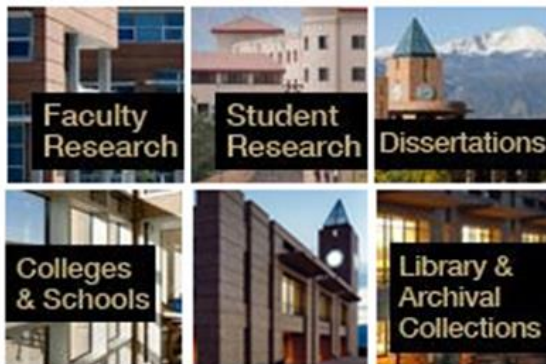 Faculty
Research
Student
Research
Dissertations
Colleges
& Schools
Library &
Archival
Collections